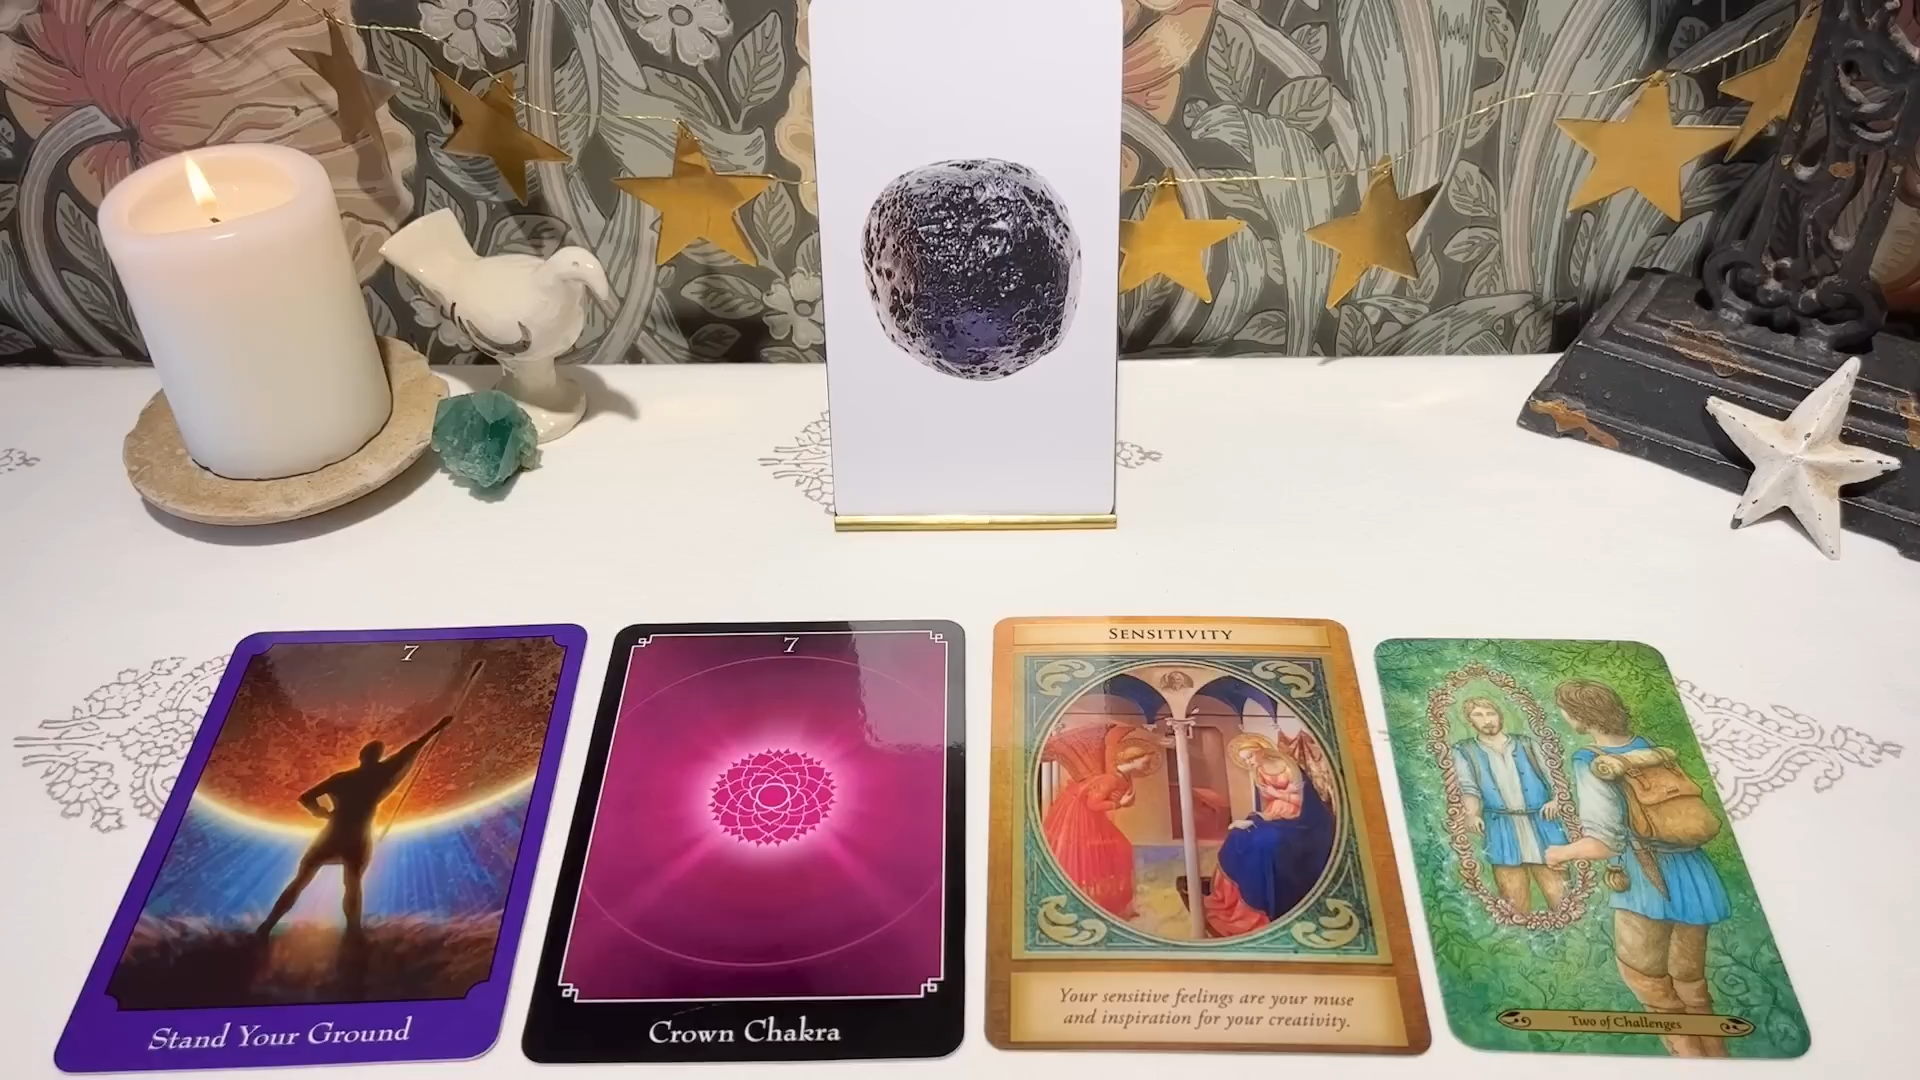 7
Stand Your Ground
7
Crown Chakra
SENSITIVITY
Your sensitive feelings are your muse
and inspiration for your creativity.
Two of Challenges